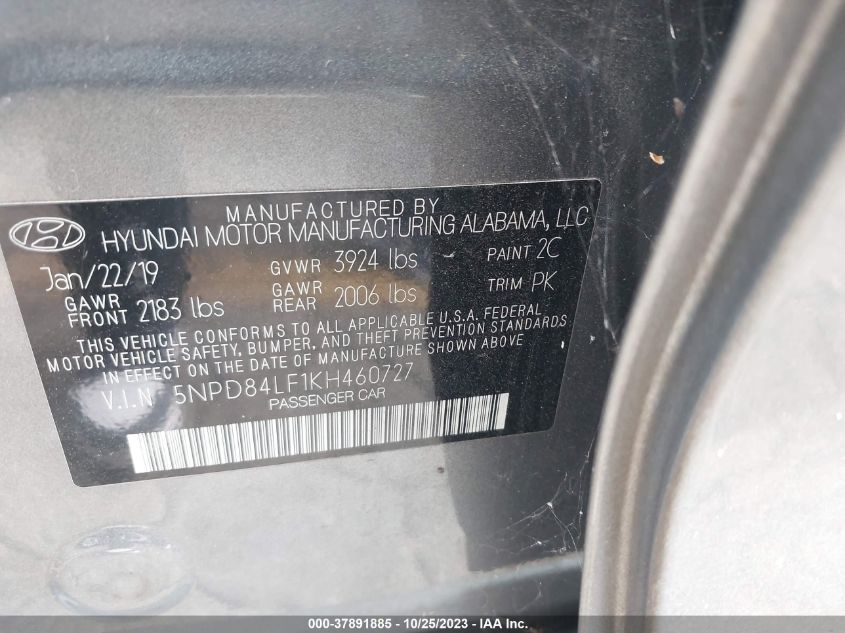 MANUFACTURED BY
HYUNDAI MOTOR MANUFACTURING ALABAMA, LLC
Jan/22/19 GVWR 3924 lbs PAINT 2C
GAWR FRONT 2183 lbs GAWR REAR 2006 lbs TRIM PK
THIS VEHICLE CONFORMS TO ALL APPLICABLE U.S.A. FEDERAL
MOTOR VEHICLE SAFETY, BUMPER, AND THEFT PREVENTION STANDARDS
IN EFFECT ON THE DATE OF MANUFACTURE SHOWN ABOVE
V.I.N. 5NPD84LF1KH460727
PASSENGER CAR
000-37891885 - 10/25/2023 - IAA Inc.